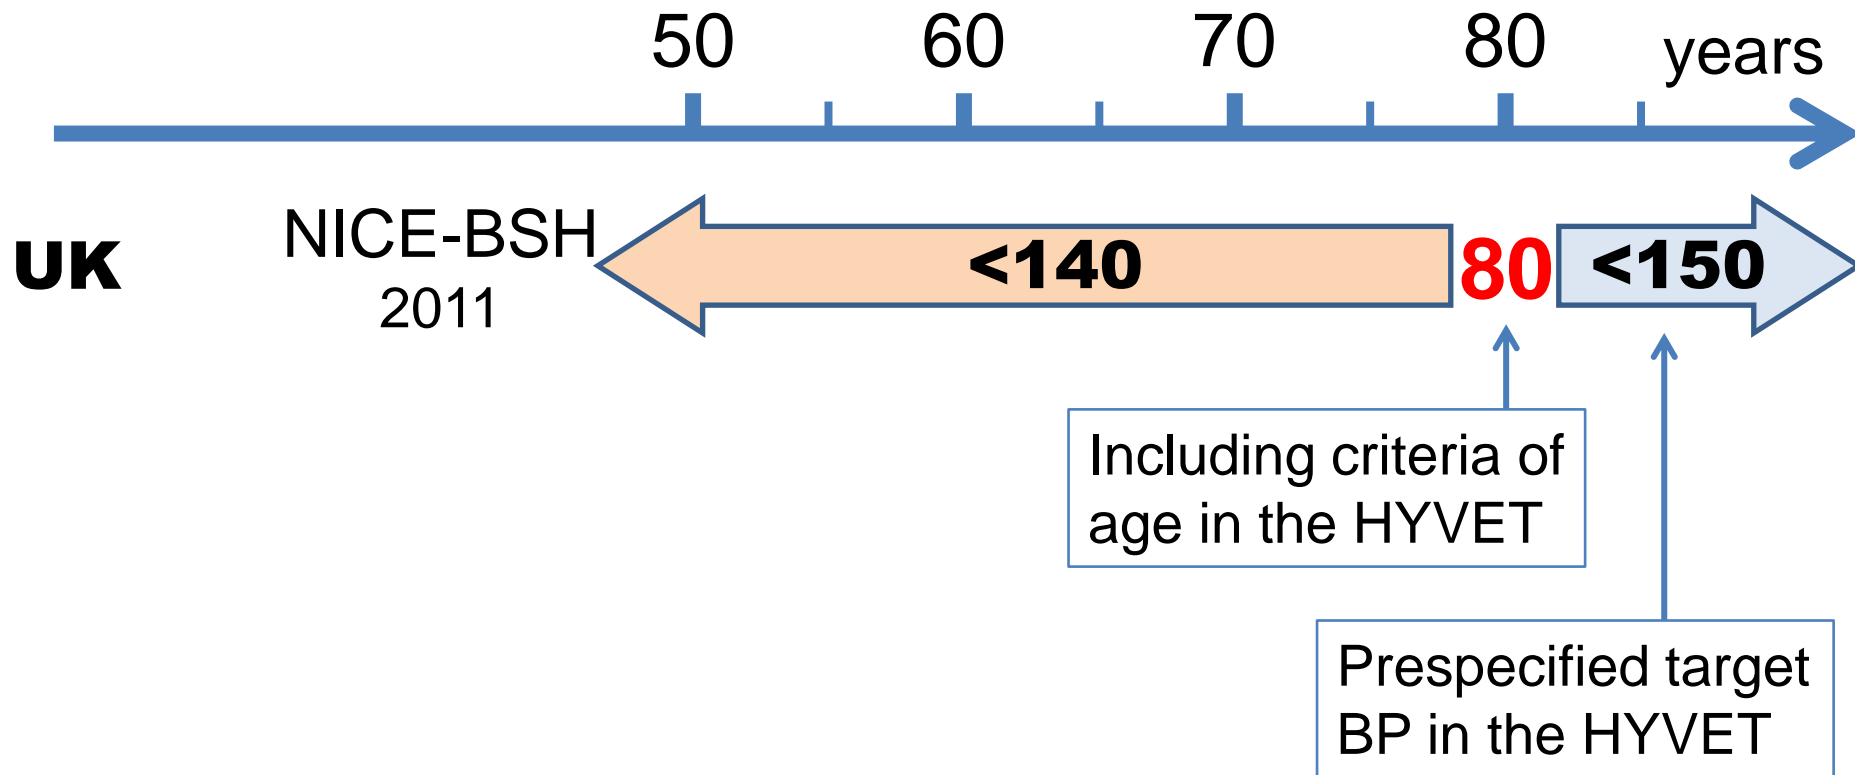 50 60 70 80 years
UK NICE-BSH <140 80 <150
2011
Including criteria of
age in the HYVET
Prespecified target
BP in the HYVET